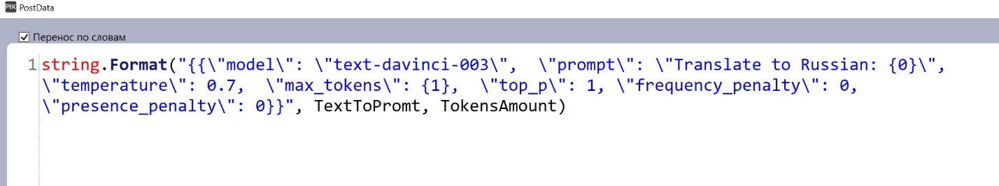 PIX PostData
Перенос по словам
1 string.Format("{{\"model\": \"text-davinci-003\",  \"prompt\": \"Translate to Russian: {0}\",
\"temperature\": 0.7,  \"max_tokens\": {1},  \"top_p\": 1, \"frequency_penalty\": 0,
\"presence_penalty\": 0}}", TextToPromt, TokensAmount)